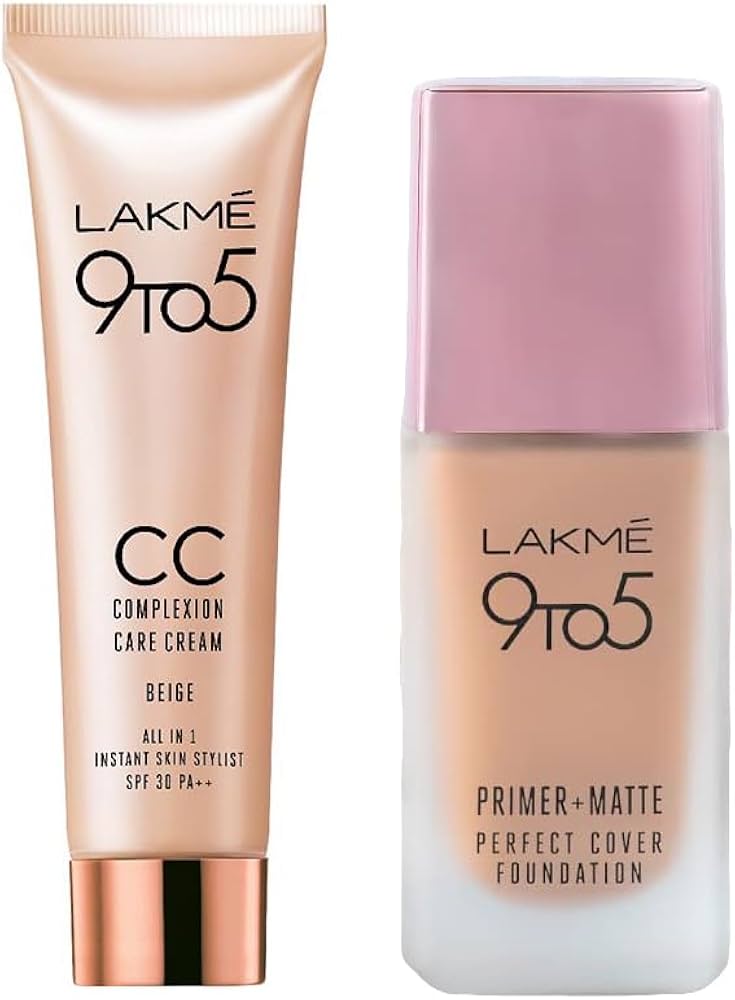 LAKMÉ
9TO5
CC
COMPLEXION
CARE CREAM
BEIGE
ALL IN 1
INSTANT SKIN STYLIST
SPF 30 PA++
LAKMÉ
9TO5
PRIMER+MATTE
PERFECT COVER
FOUNDATION